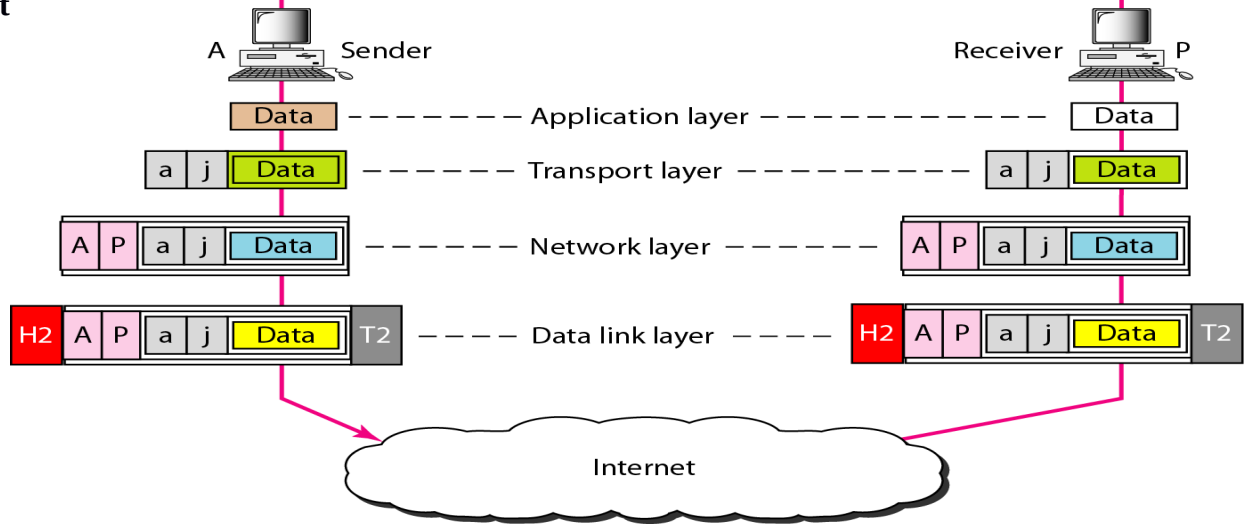 t
A Sender Receiver P
Data Application layer Data
a j Data Transport layer a j Data
A P a j Data Network layer A P a j Data
H2 A P a j Data T2 Data link layer H2 A P a j Data T2
Internet